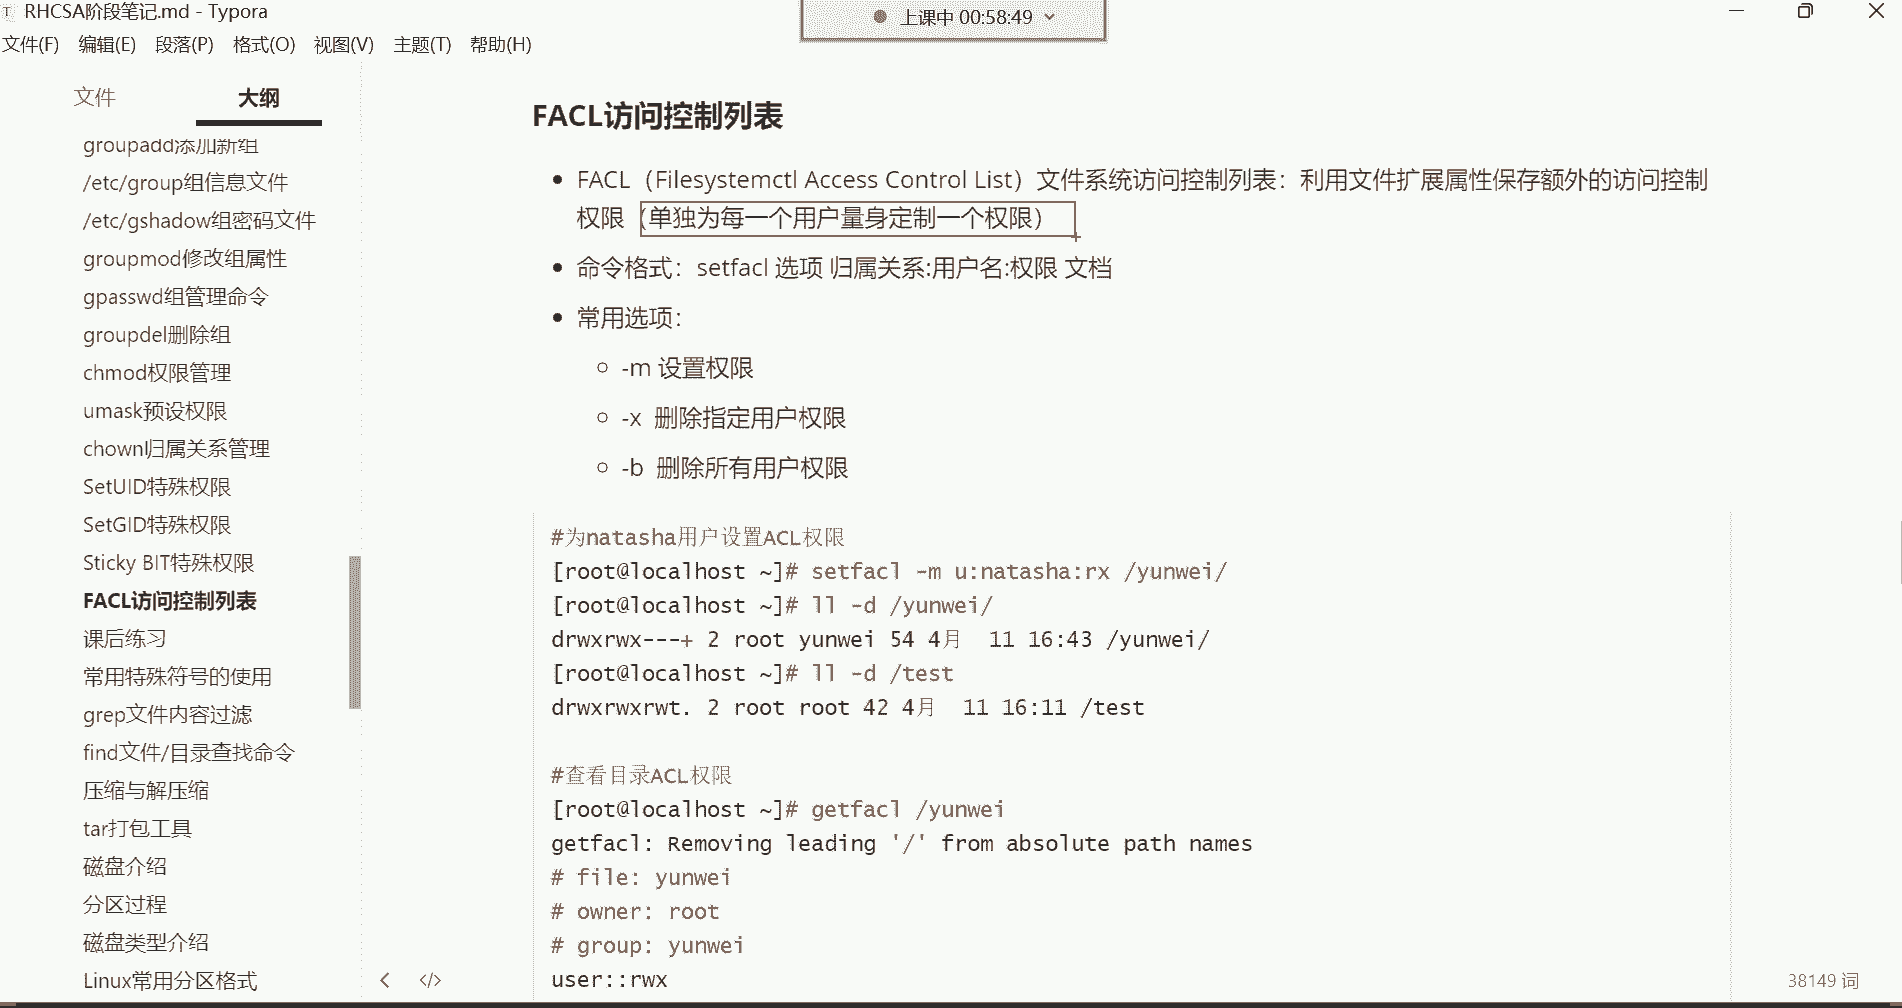 RHCSA阶段笔记.md - Typora
上课中 00:58:49
文件(F) 编辑(E) 段落(P) 格式(O) 视图(V) 主题(T) 帮助(H)
文件 大纲
groupadd添加新组
/etc/group组信息文件
/etc/gshadow组密码文件
groupmod修改组属性
gpasswd组管理命令
groupdel删除组
chmod权限管理
umask预设权限
chown归属关系管理
SetUID特殊权限
SetGID特殊权限
Sticky BIT特殊权限
FACL访问控制列表
课后练习
常用特殊符号的使用
grep文件内容过滤
find文件/目录查找命令
压缩与解压缩
tar打包工具
磁盘介绍
分区过程
磁盘类型介绍
Linux常用分区格式
FACL访问控制列表
FACL（Filesystemctl Access Control List）文件系统访问控制列表：利用文件扩展属性保存额外的访问控制
权限（单独为每一个用户量身定制一个权限）
命令格式：setfacl 选项 归属关系:用户名:权限 文档
常用选项：
-m 设置权限
-x 删除指定用户权限
-b 删除所有用户权限
#为natasha用户设置ACL权限
[root@localhost ~]# setfacl -m u:natasha:rx /yunwei/
[root@localhost ~]# ll -d /yunwei/
drwxrwx---+ 2 root yunwei 54 4月  11 16:43 /yunwei/
[root@localhost ~]# ll -d /test
drwxrwxrwt. 2 root root 42 4月  11 16:11 /test
#查看目录ACL权限
[root@localhost ~]# getfacl /yunwei
getfacl: Removing leading '/' from absolute path names
# file: yunwei
# owner: root
# group: yunwei
user::rwx
38149 词